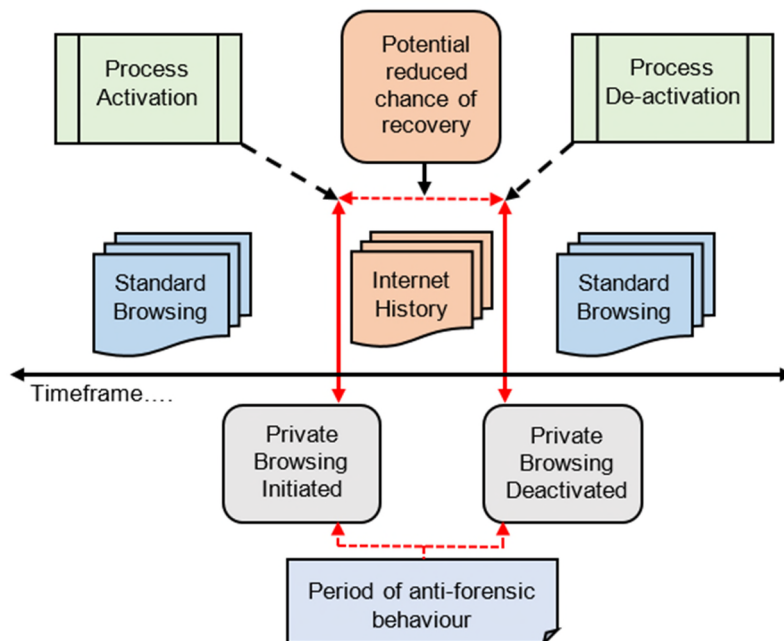 Process
Activation
Potential
reduced
chance of
recovery
Process
De-activation
Standard
Browsing
Internet
History
Standard
Browsing
Timeframe....
Private
Browsing
Initiated
Private
Browsing
Deactivated
Period of anti-forensic
behaviour